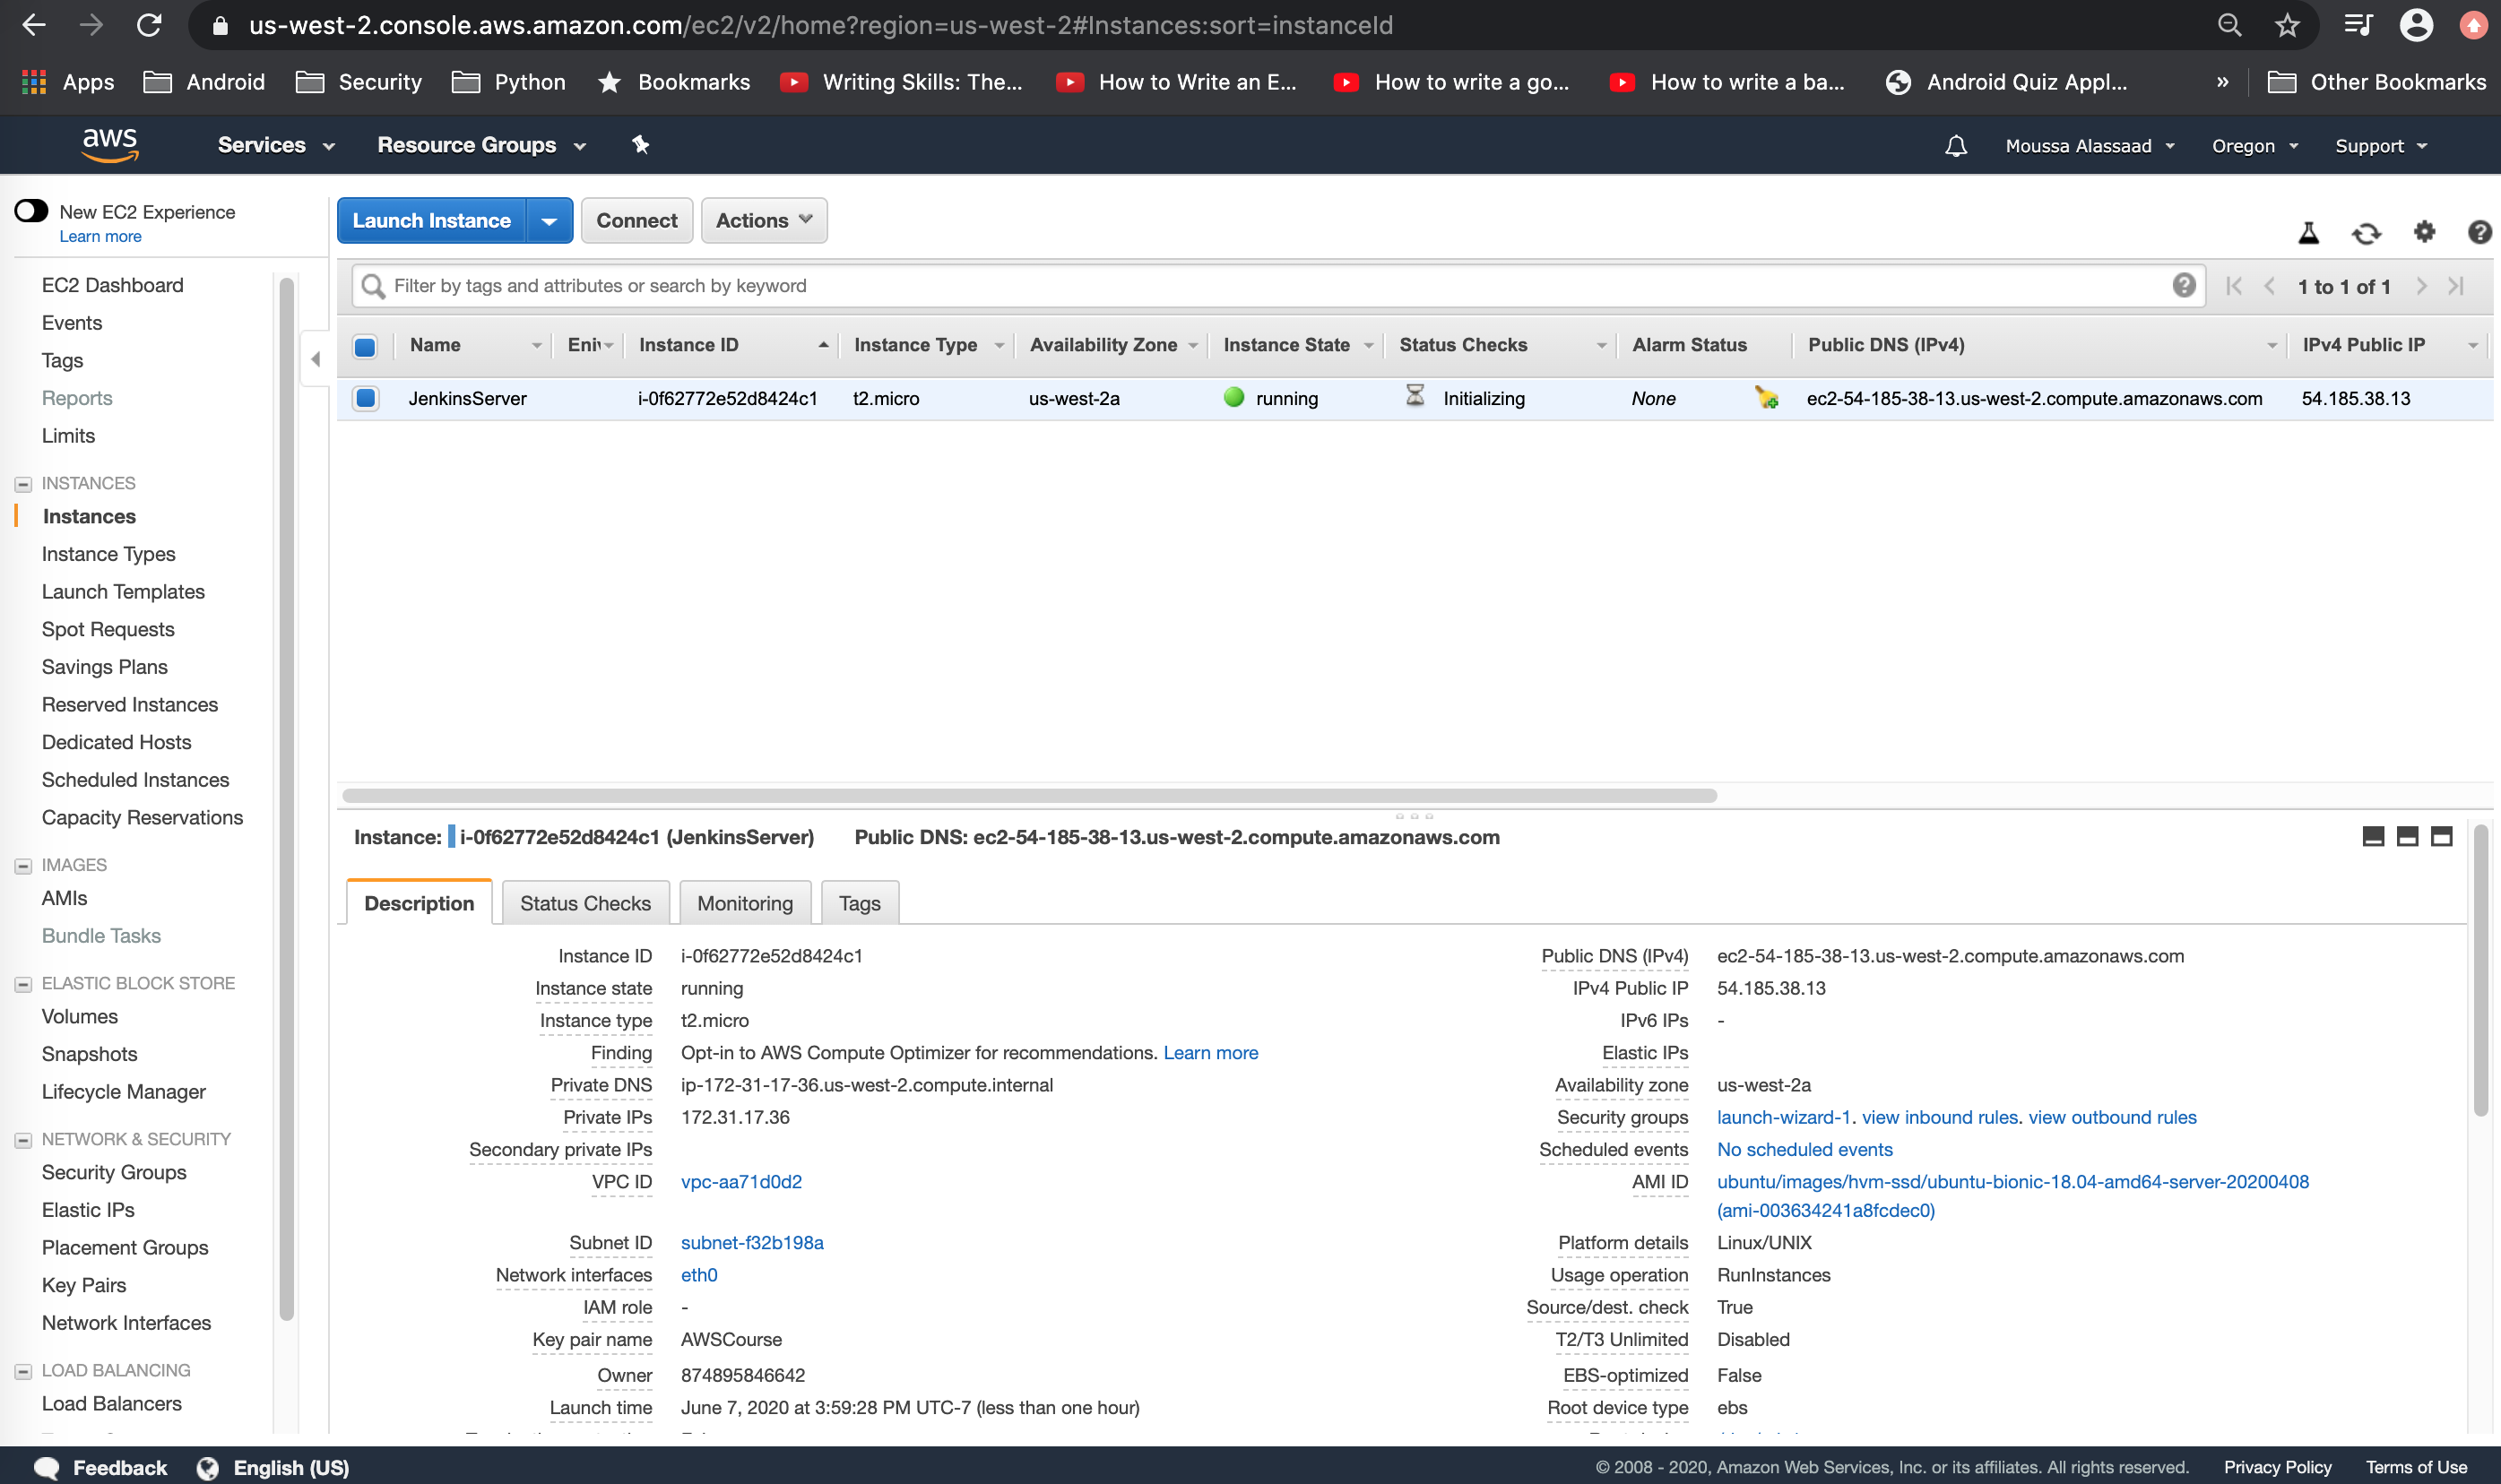 us-west-2.console.aws.amazon.com/ec2/v2/home?region=us-west-2#Instances:sort=instanceId
Apps Android Security Python Bookmarks Writing Skills: The... How to Write an E... How to write a go... How to write a ba... Android Quiz Appl... » Other Bookmarks
aws Services Resource Groups Moussa Alassaad Oregon Support
New EC2 Experience
Learn more
Launch Instance Connect Actions
EC2 Dashboard
Events
Tags
Reports
Limits
INSTANCES
Instances
Instance Types
Launch Templates
Spot Requests
Savings Plans
Reserved Instances
Dedicated Hosts
Scheduled Instances
Capacity Reservations
IMAGES
AMIs
Bundle Tasks
ELASTIC BLOCK STORE
Volumes
Snapshots
Lifecycle Manager
NETWORK & SECURITY
Security Groups
Elastic IPs
Placement Groups
Key Pairs
Network Interfaces
LOAD BALANCING
Load Balancers
Filter by tags and attributes or search by keyword 1 to 1 of 1
Name Instance ID Instance Type Availability Zone Instance State Status Checks Alarm Status Public DNS (IPv4) IPv4 Public IP
JenkinsServer i-0f62772e52d8424c1 t2.micro us-west-2a running Initializing None ec2-54-185-38-13.us-west-2.compute.amazonaws.com 54.185.38.13
Instance: i-0f62772e52d8424c1 (JenkinsServer) Public DNS: ec2-54-185-38-13.us-west-2.compute.amazonaws.com
Description Status Checks Monitoring Tags
Instance ID i-0f62772e52d8424c1
Instance state running
Instance type t2.micro
Finding Opt-in to AWS Compute Optimizer for recommendations. Learn more
Private DNS ip-172-31-17-36.us-west-2.compute.internal
Private IPs 172.31.17.36
Secondary private IPs
VPC ID vpc-aa71d0d2
Subnet ID subnet-f32b198a
Network interfaces eth0
IAM role -
Key pair name AWSCourse
Owner 874895846642
Launch time June 7, 2020 at 3:59:28 PM UTC-7 (less than one hour)
Public DNS (IPv4) ec2-54-185-38-13.us-west-2.compute.amazonaws.com
IPv4 Public IP 54.185.38.13
IPv6 IPs -
Elastic IPs
Availability zone us-west-2a
Security groups launch-wizard-1. view inbound rules. view outbound rules
Scheduled events No scheduled events
AMI ID ubuntu/images/hvm-ssd/ubuntu-bionic-18.04-amd64-server-20200408
(ami-003634241a8fcdec0)
Platform details Linux/UNIX
Usage operation RunInstances
Source/dest. check True
T2/T3 Unlimited Disabled
EBS-optimized False
Root device type ebs
Feedback English (US) © 2008 - 2020, Amazon Web Services, Inc. or its affiliates. All rights reserved. Privacy Policy Terms of Use